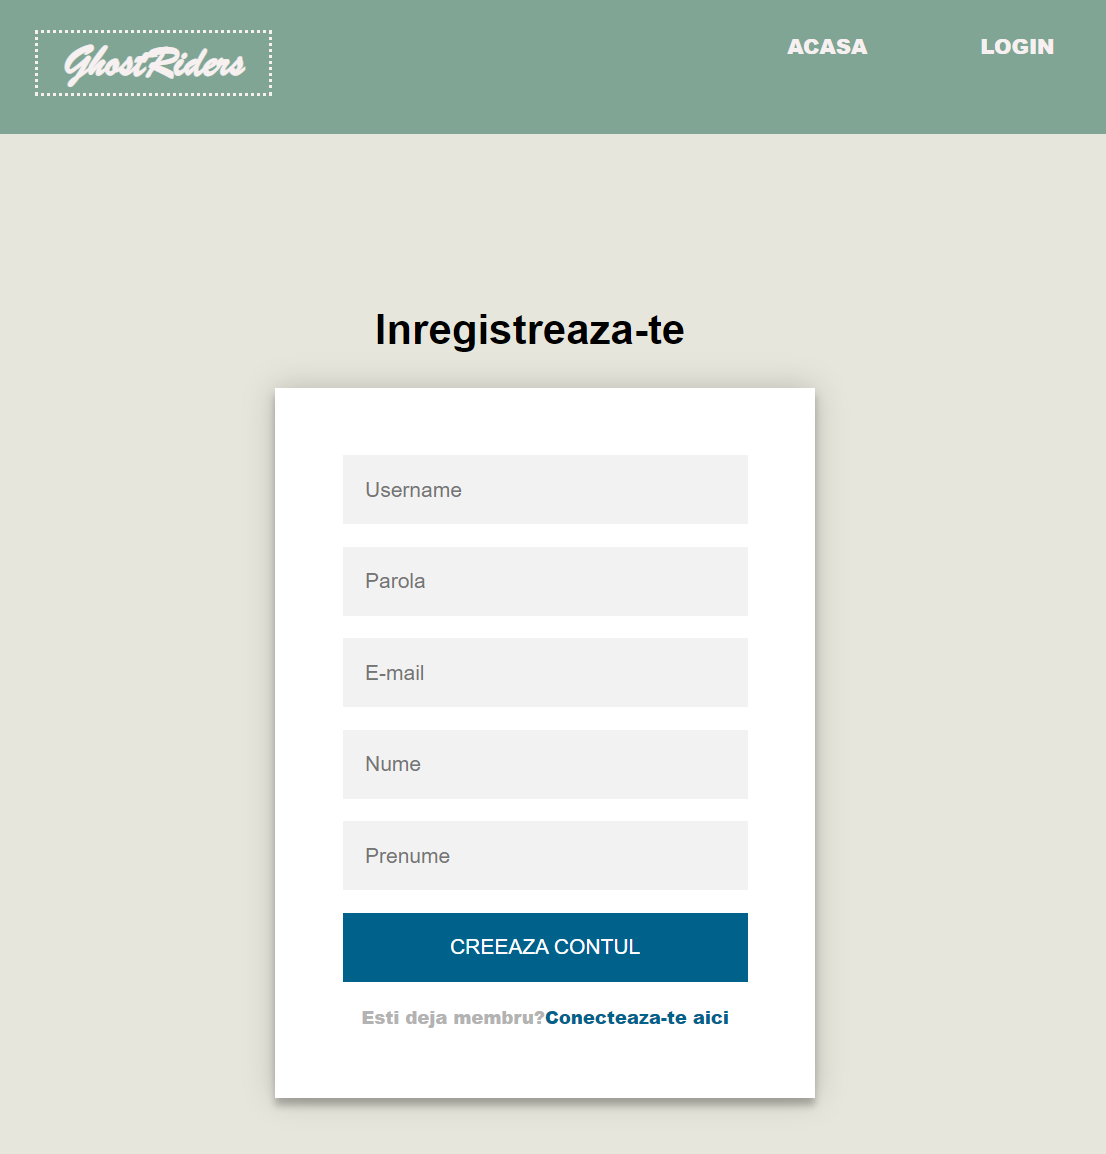 GhostRiders
ACASA
LOGIN
Inregistreaza-te
Username
Parola
E-mail
Nume
Prenume
CREEAZA CONTUL
Esti deja membru?Conecteaza-te aici